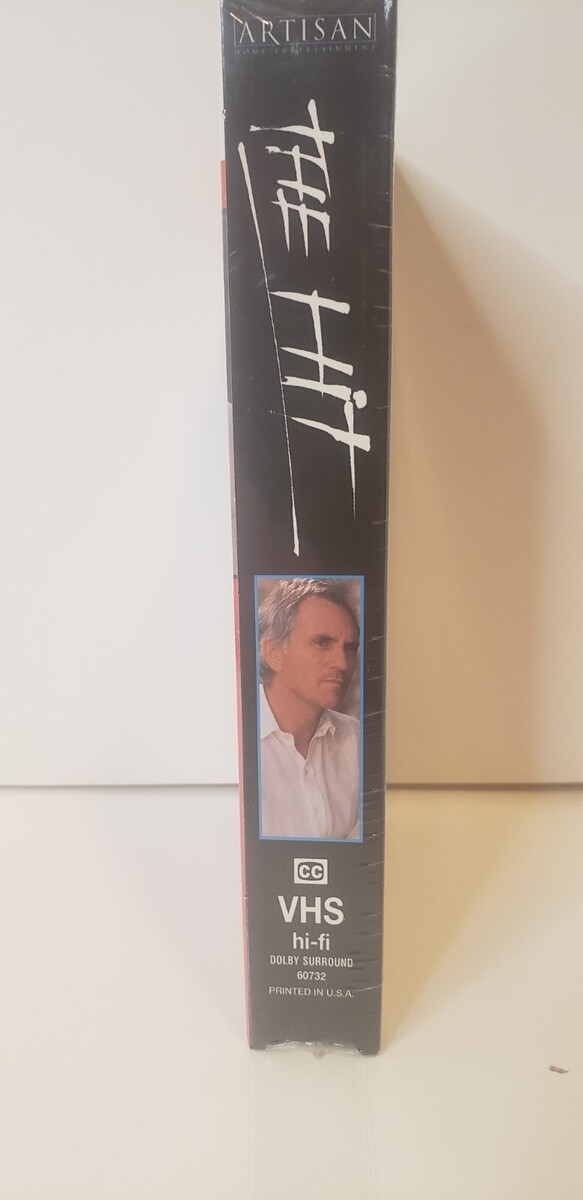 ARTISAN
HOME ENTERTAINMENT
THE HiT
CC
VHS
hi-fi
DOLBY SURROUND
60732
PRINTED IN U.S.A.